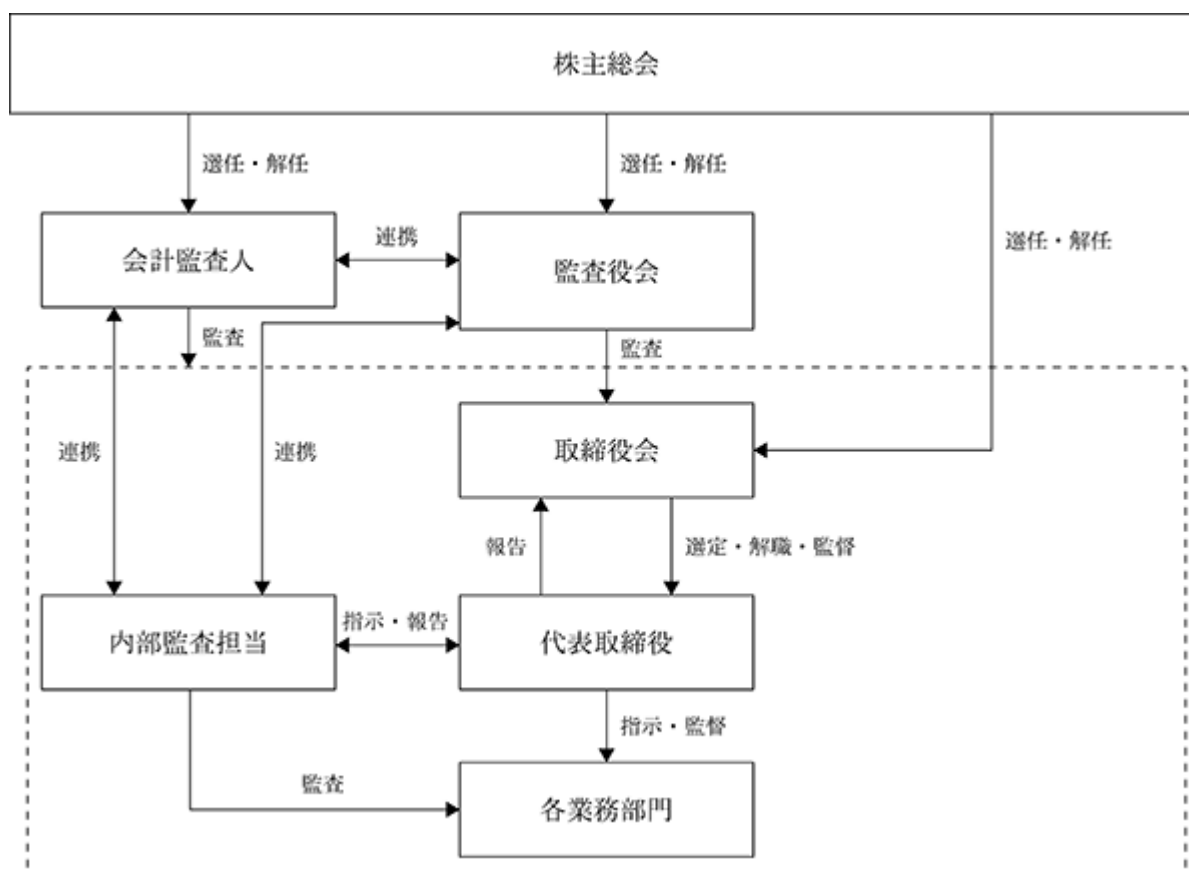 株主総会
選任・解任
選任・解任
選任・解任
会計監査人
連携
監査役会
監査
監査
連携
連携
取締役会
報告
選定・解職・監督
内部監査担当
指示・報告
代表取締役
指示・監督
監査
各業務部門